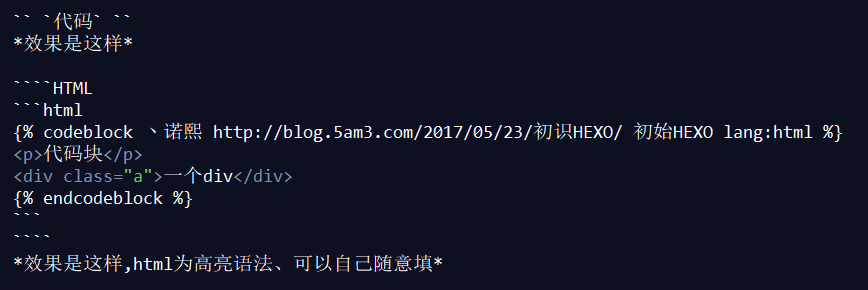 `` `代码` ``
*效果是这样*
````HTML
```html
{% codeblock 丶诺熙 http://blog.5am3.com/2017/05/23/初识HEXO/ 初始HEXO lang:html %}
<p>代码块</p>
<div class="a">一个div</div>
{% endcodeblock %}
```
````
*效果是这样,html为高亮语法、可以自己随意填*